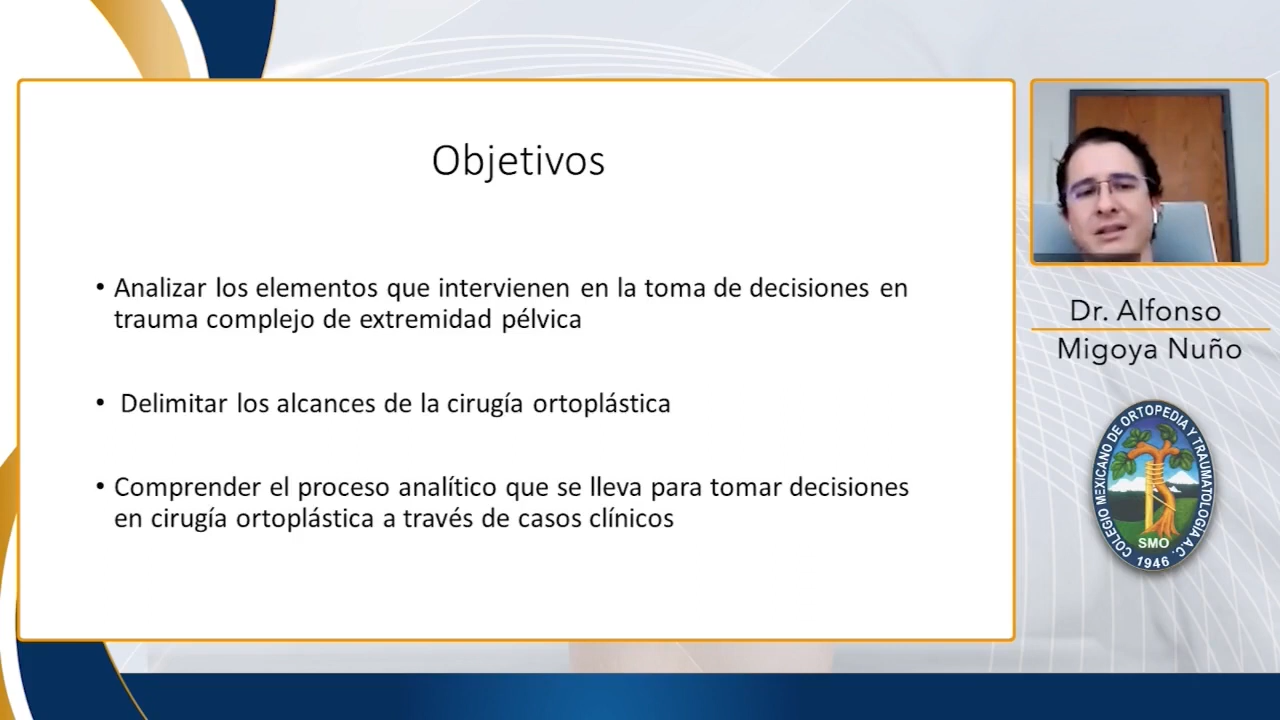 Objetivos
• Analizar los elementos que intervienen en la toma de decisiones en
trauma complejo de extremidad pélvica
• Delimitar los alcances de la cirugía ortoplástica
• Comprender el proceso analítico que se lleva para tomar decisiones
en cirugía ortoplástica a través de casos clínicos
Dr. Alfonso
Migoya Nuño
COLEGIO MEXICANO DE ORTOPEDIA Y TRAUMATOLOGÍA A.C.
SMO
1946